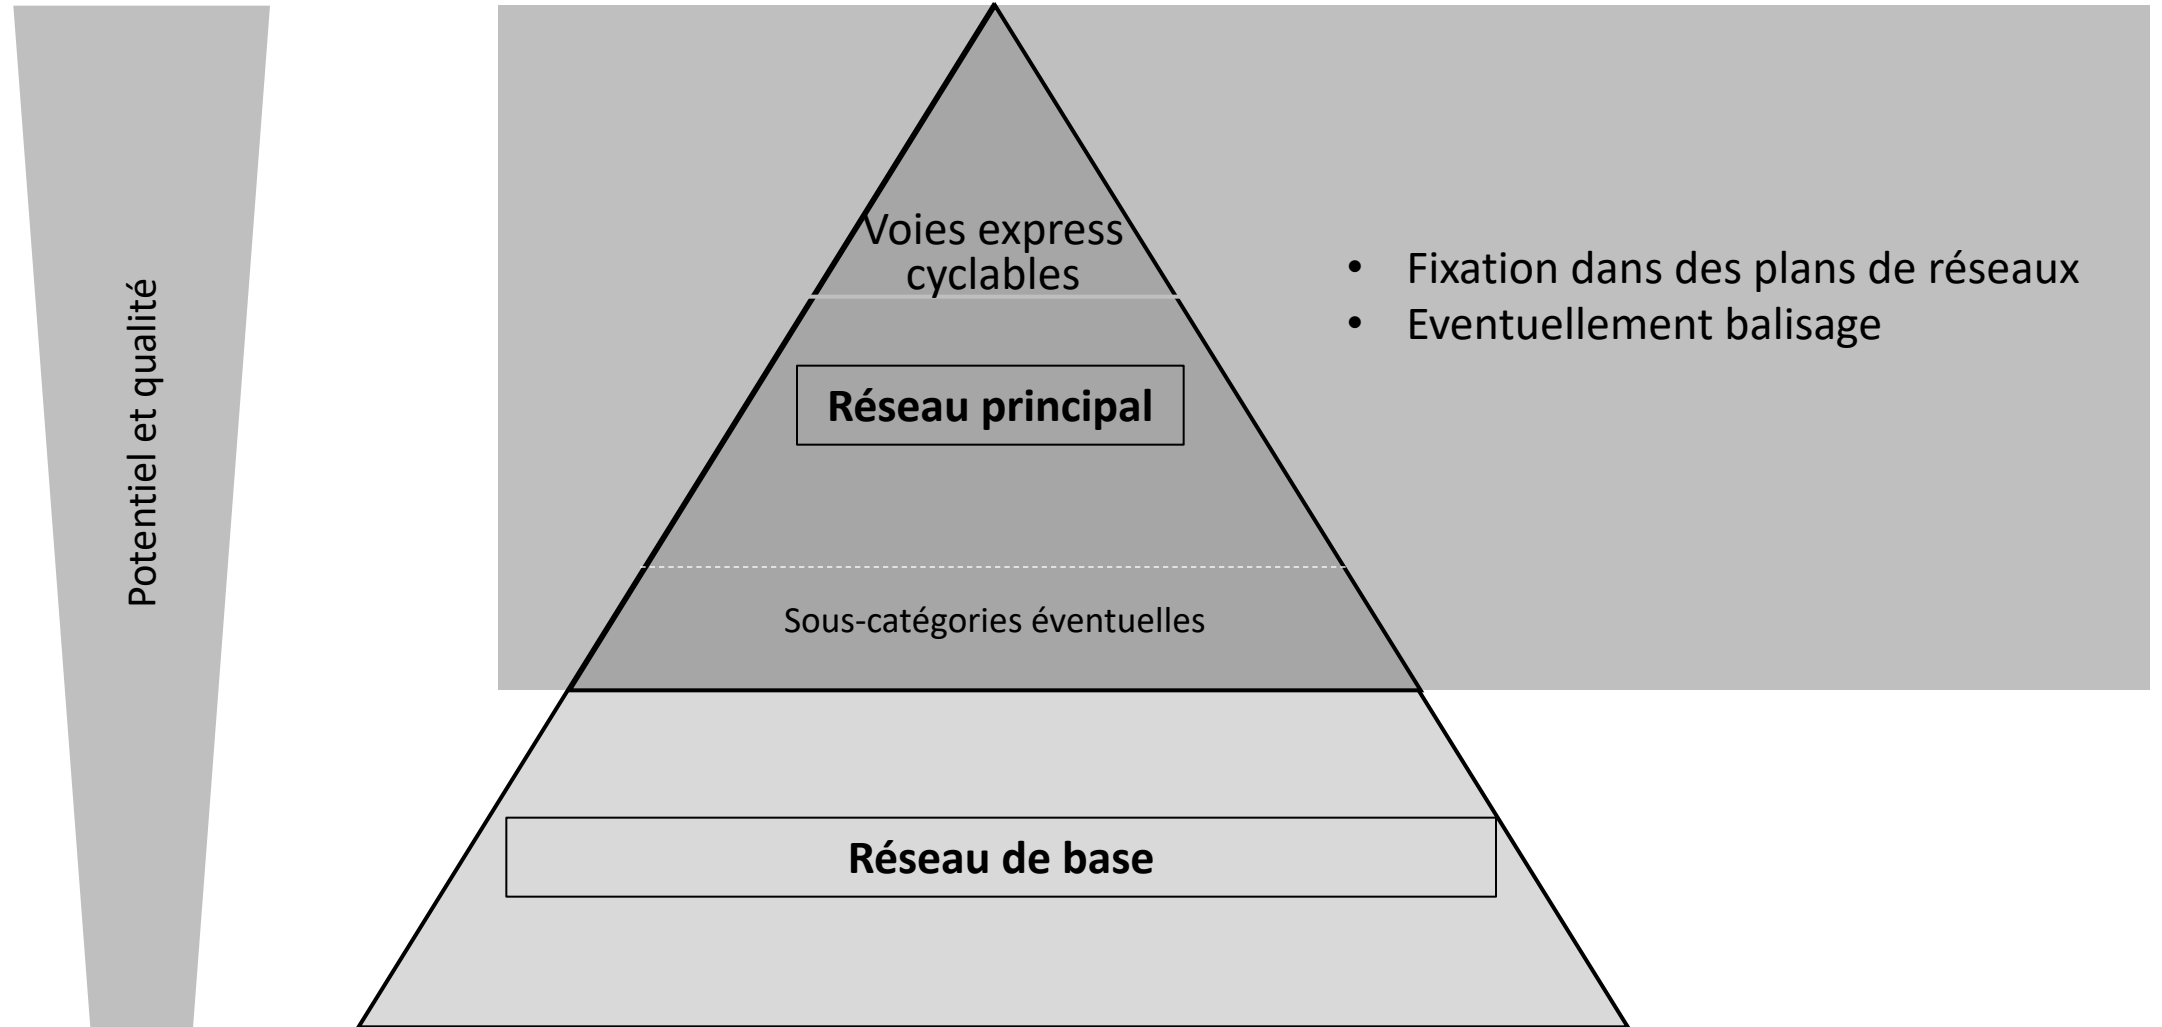 Potentiel et qualité
Voies express
cyclables
• Fixation dans des plans de réseaux
• Eventuellement balisage
Réseau principal
Sous-catégories éventuelles
Réseau de base